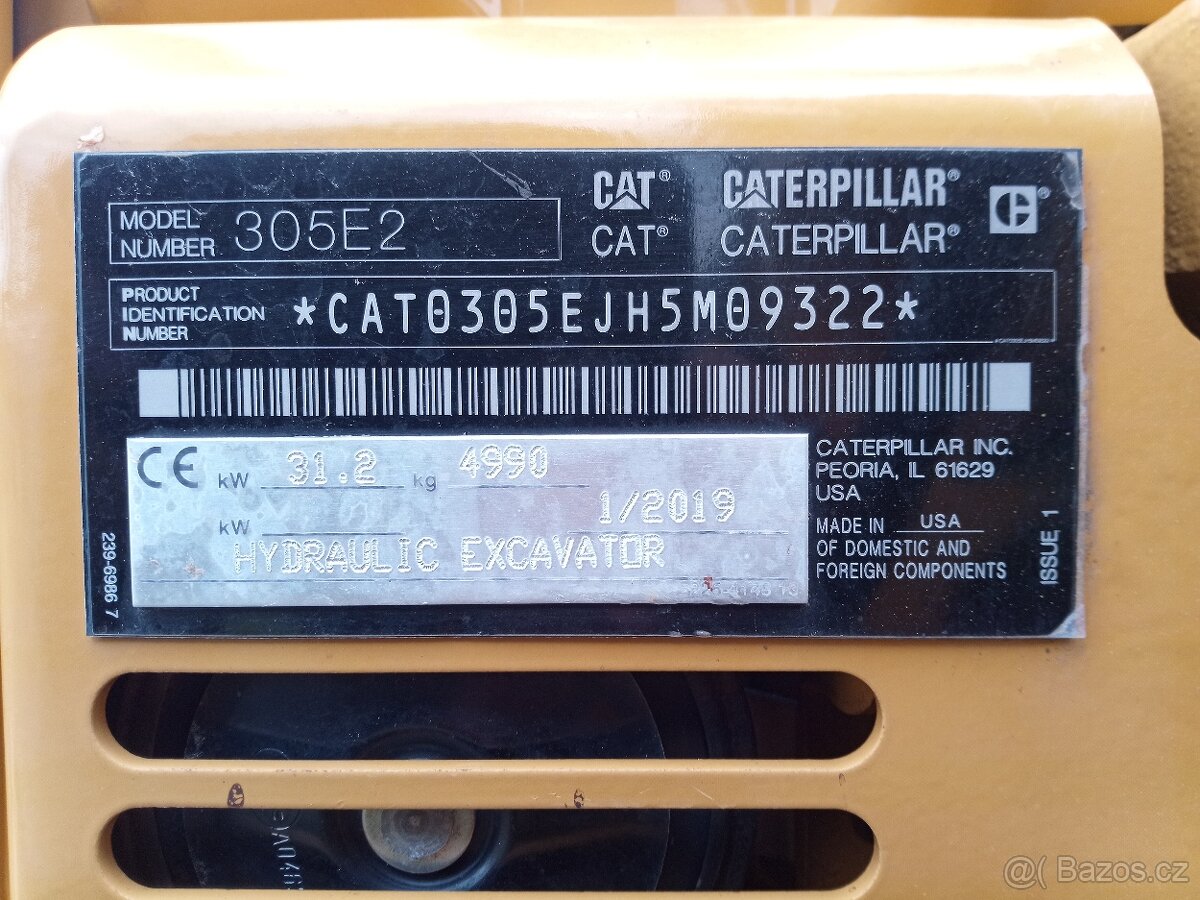 CAT® CATERPILLAR® ®
CAT® CATERPILLAR®
MODEL NUMBER 305E2
PRODUCT IDENTIFICATION NUMBER *CAT0305EJH5M09322*
CE kW 31.2 kg 4990
kW 1/2019
HYDRAULIC EXCAVATOR
CATERPILLAR INC.
PEORIA, IL 61629
USA
MADE IN USA
OF DOMESTIC AND
FOREIGN COMPONENTS
ISSUE 1
239-6986 7
Bazos.cz